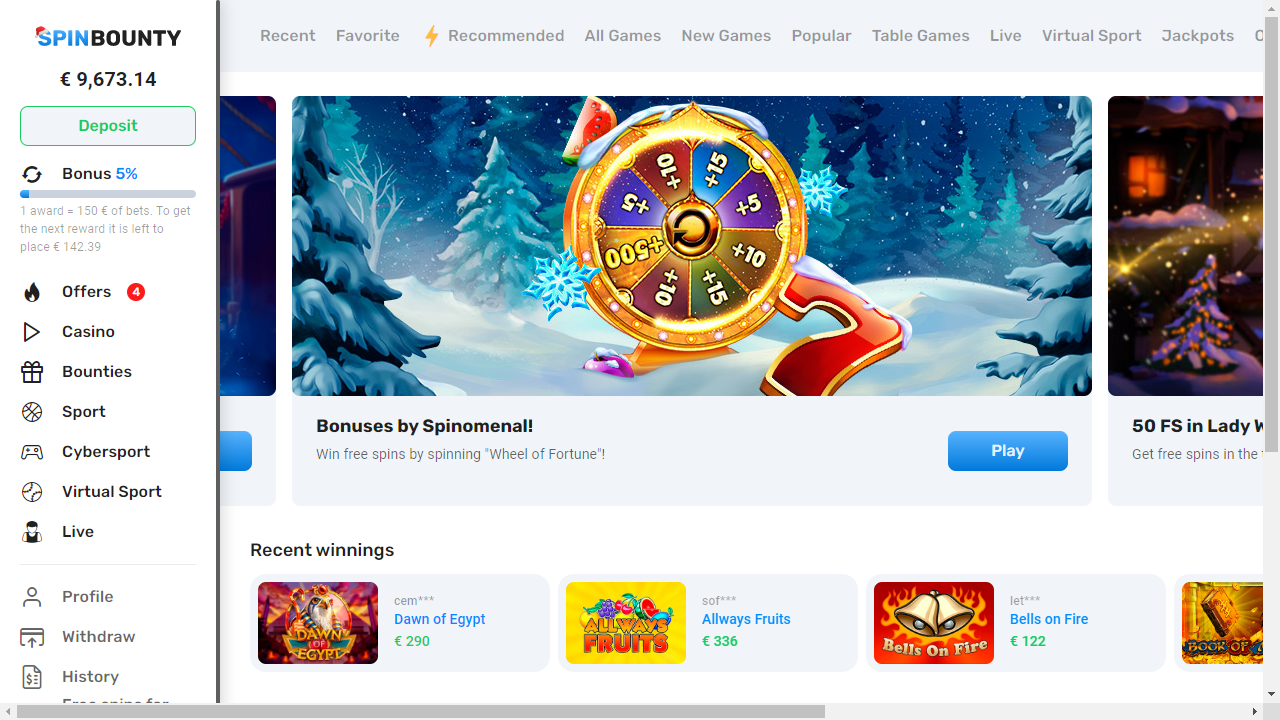 SPINBOUNTY
€ 9,673.14
Deposit
Bonus 5%
1 award = 150 € of bets. To get
the next reward it is left to
place € 142.39
Offers 4
Casino
Bounties
Sport
Cybersport
Virtual Sport
Live
Profile
Withdraw
History
Free spins for
Recent Favorite Recommended All Games New Games Popular Table Games Live Virtual Sport Jackpots
+10 +15
+5 +5
+500 +10
+10 +15
Bonuses by Spinomenal!
Win free spins by spinning "Wheel of Fortune"!
Play
50 FS in Lady
Get free spins in the
Recent winnings
DAWN
OF
EGYPT
cem***
Dawn of Egypt
€ 290
ALLWAYS
FRUITS
sof***
Allways Fruits
€ 336
Bells On Fire
let***
Bells on Fire
€ 122
BOOK OF